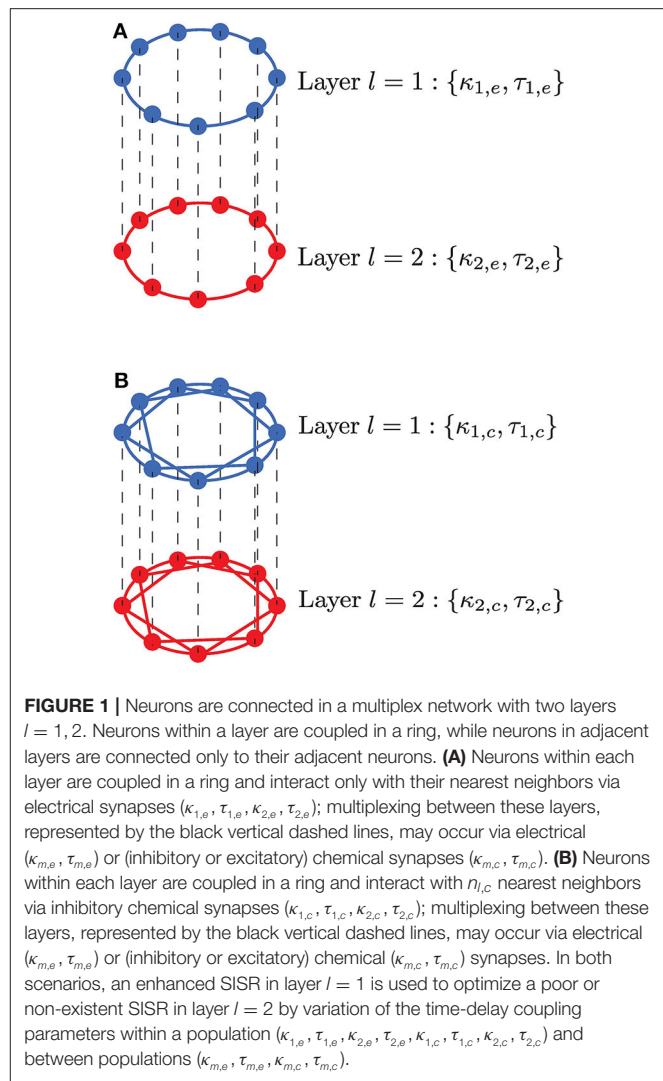 A
Layer l = 1 : {κ1,e, τ1,e}
Layer l = 2 : {κ2,e, τ2,e}
B
Layer l = 1 : {κ1,c, τ1,c}
Layer l = 2 : {κ2,c, τ2,c}
FIGURE 1 | Neurons are connected in a multiplex network with two layers
l = 1, 2. Neurons within a layer are coupled in a ring, while neurons in adjacent
layers are connected only to their adjacent neurons. (A) Neurons within each
layer are coupled in a ring and interact only with their nearest neighbors via
electrical synapses (κ1,e, τ1,e, κ2,e, τ2,e); multiplexing between these layers,
represented by the black vertical dashed lines, may occur via electrical
(κm,e, τm,e) or (inhibitory or excitatory) chemical synapses (κm,c, τm,c). (B) Neurons
within each layer are coupled in a ring and interact with nl,c nearest neighbors
via inhibitory chemical synapses (κ1,c, τ1,c, κ2,c, τ2,c); multiplexing between these
layers, represented by the black vertical dashed lines, may occur via electrical
(κm,e, τm,e) or (inhibitory or excitatory) chemical (κm,c, τm,c) synapses. In both
scenarios, an enhanced SISR in layer l = 1 is used to optimize a poor or
non-existent SISR in layer l = 2 by variation of the time-delay coupling
parameters within a population (κ1,e, τ1,e, κ2,e, τ2,e, κ1,c, τ1,c, κ2,c, τ2,c) and
between populations (κm,e, τm,e, κm,c, τm,c).